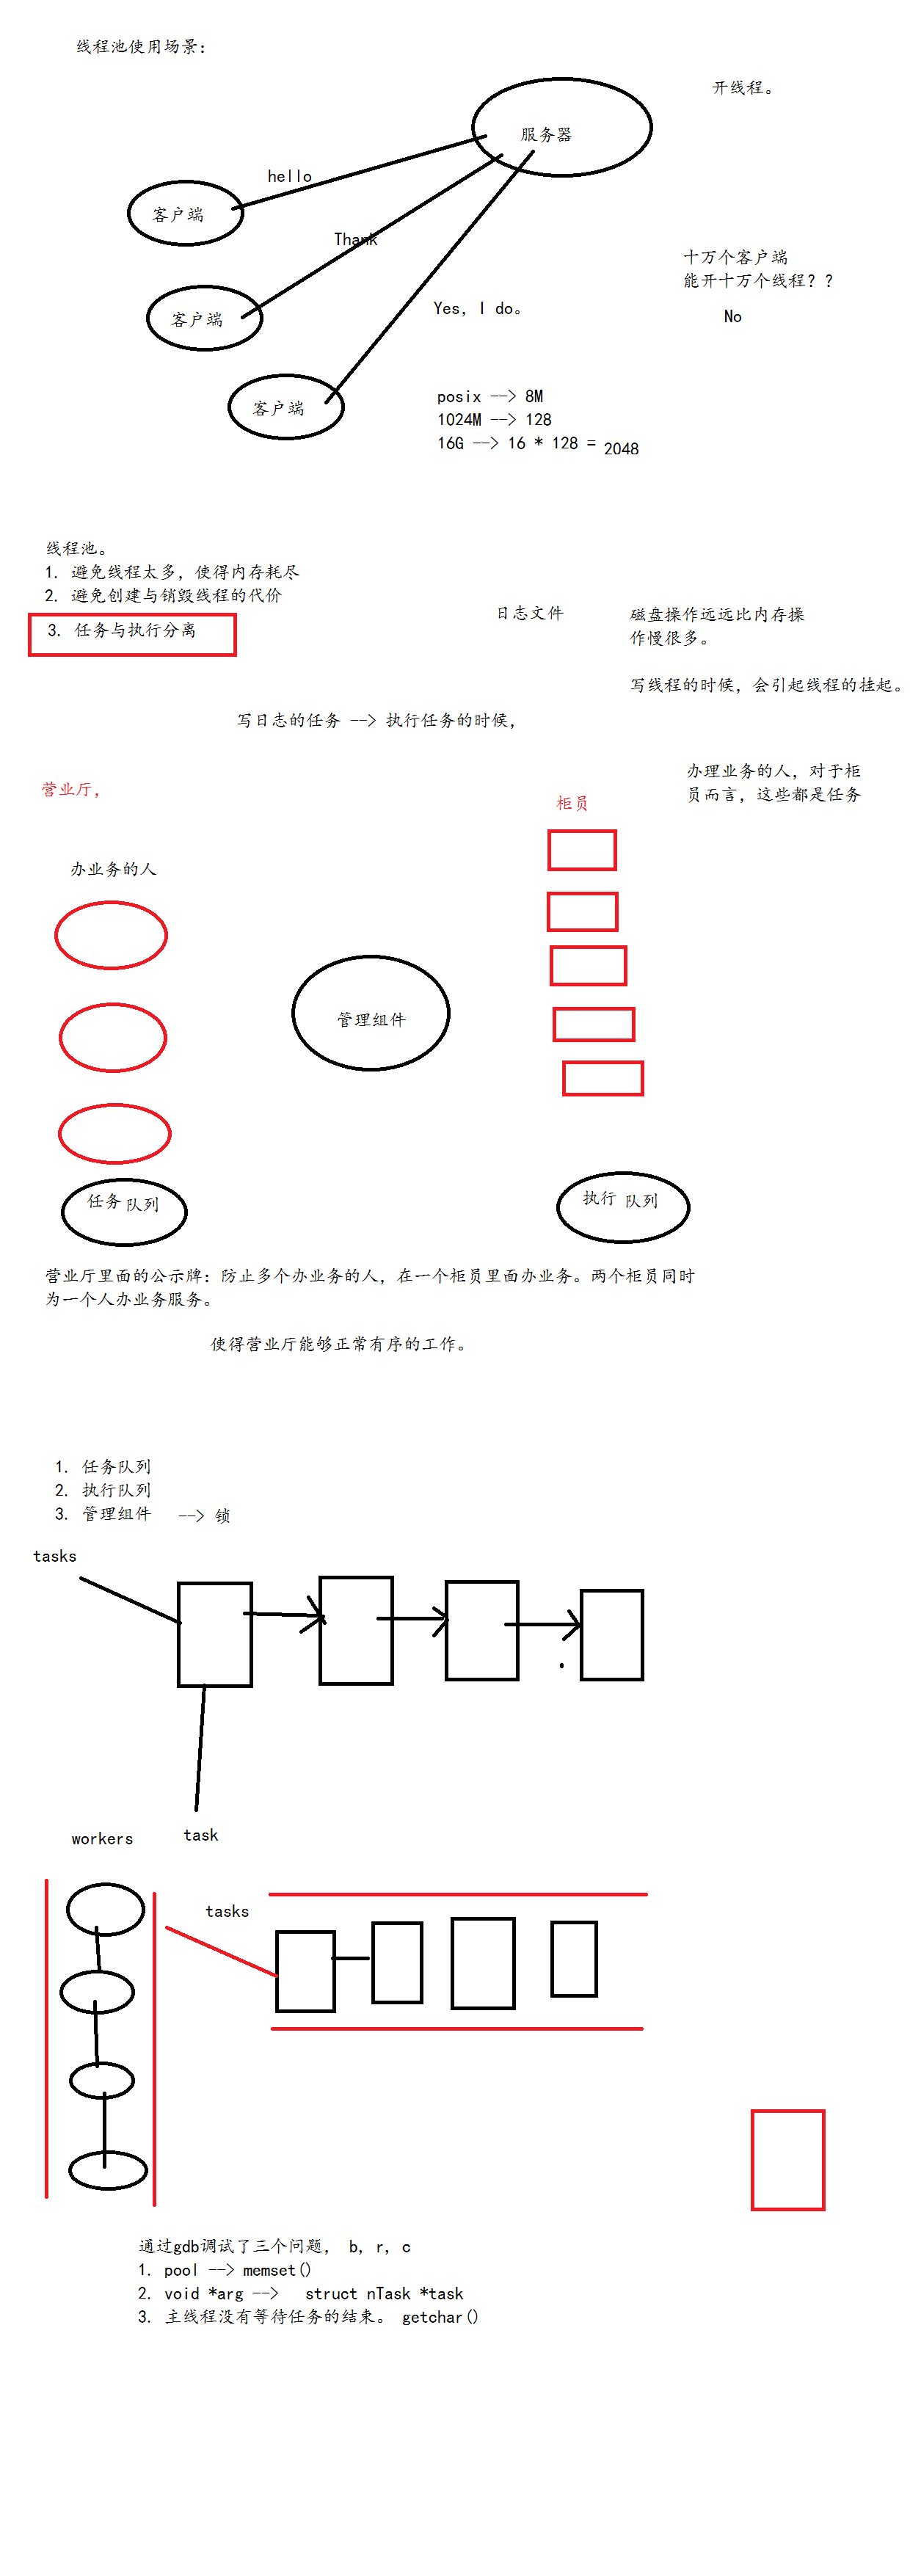 线程池使用场景：
开线程。
服务器
hello
客户端
Thank
十万个客户端
能开十万个线程？？
No
客户端
Yes, I do。
客户端
posix --> 8M
1024M --> 128
16G --> 16 * 128 = 2048
线程池。
1. 避免线程太多，使得内存耗尽
2. 避免创建与销毁线程的代价
3. 任务与执行分离
日志文件
磁盘操作远远比内存操
作慢很多。
写线程的时候，会引起线程的挂起。
写日志的任务 --> 执行任务的时候，
办理业务的人，对于柜
员而言，这些都是任务
营业厅，
柜员
办业务的人
管理组件
任务 队列
执行 队列
营业厅里面的公示牌：防止多个办业务的人，在一个柜员里面办业务。两个柜员同时
为一个人办业务服务。
使得营业厅能够正常有序的工作。
1. 任务队列
2. 执行队列
3. 管理组件 --> 锁
tasks
workers
task
tasks
通过gdb调试了三个问题， b, r, c
1. pool --> memset()
2. void *arg --> struct nTask *task
3. 主线程没有等待任务的结束。 getchar()